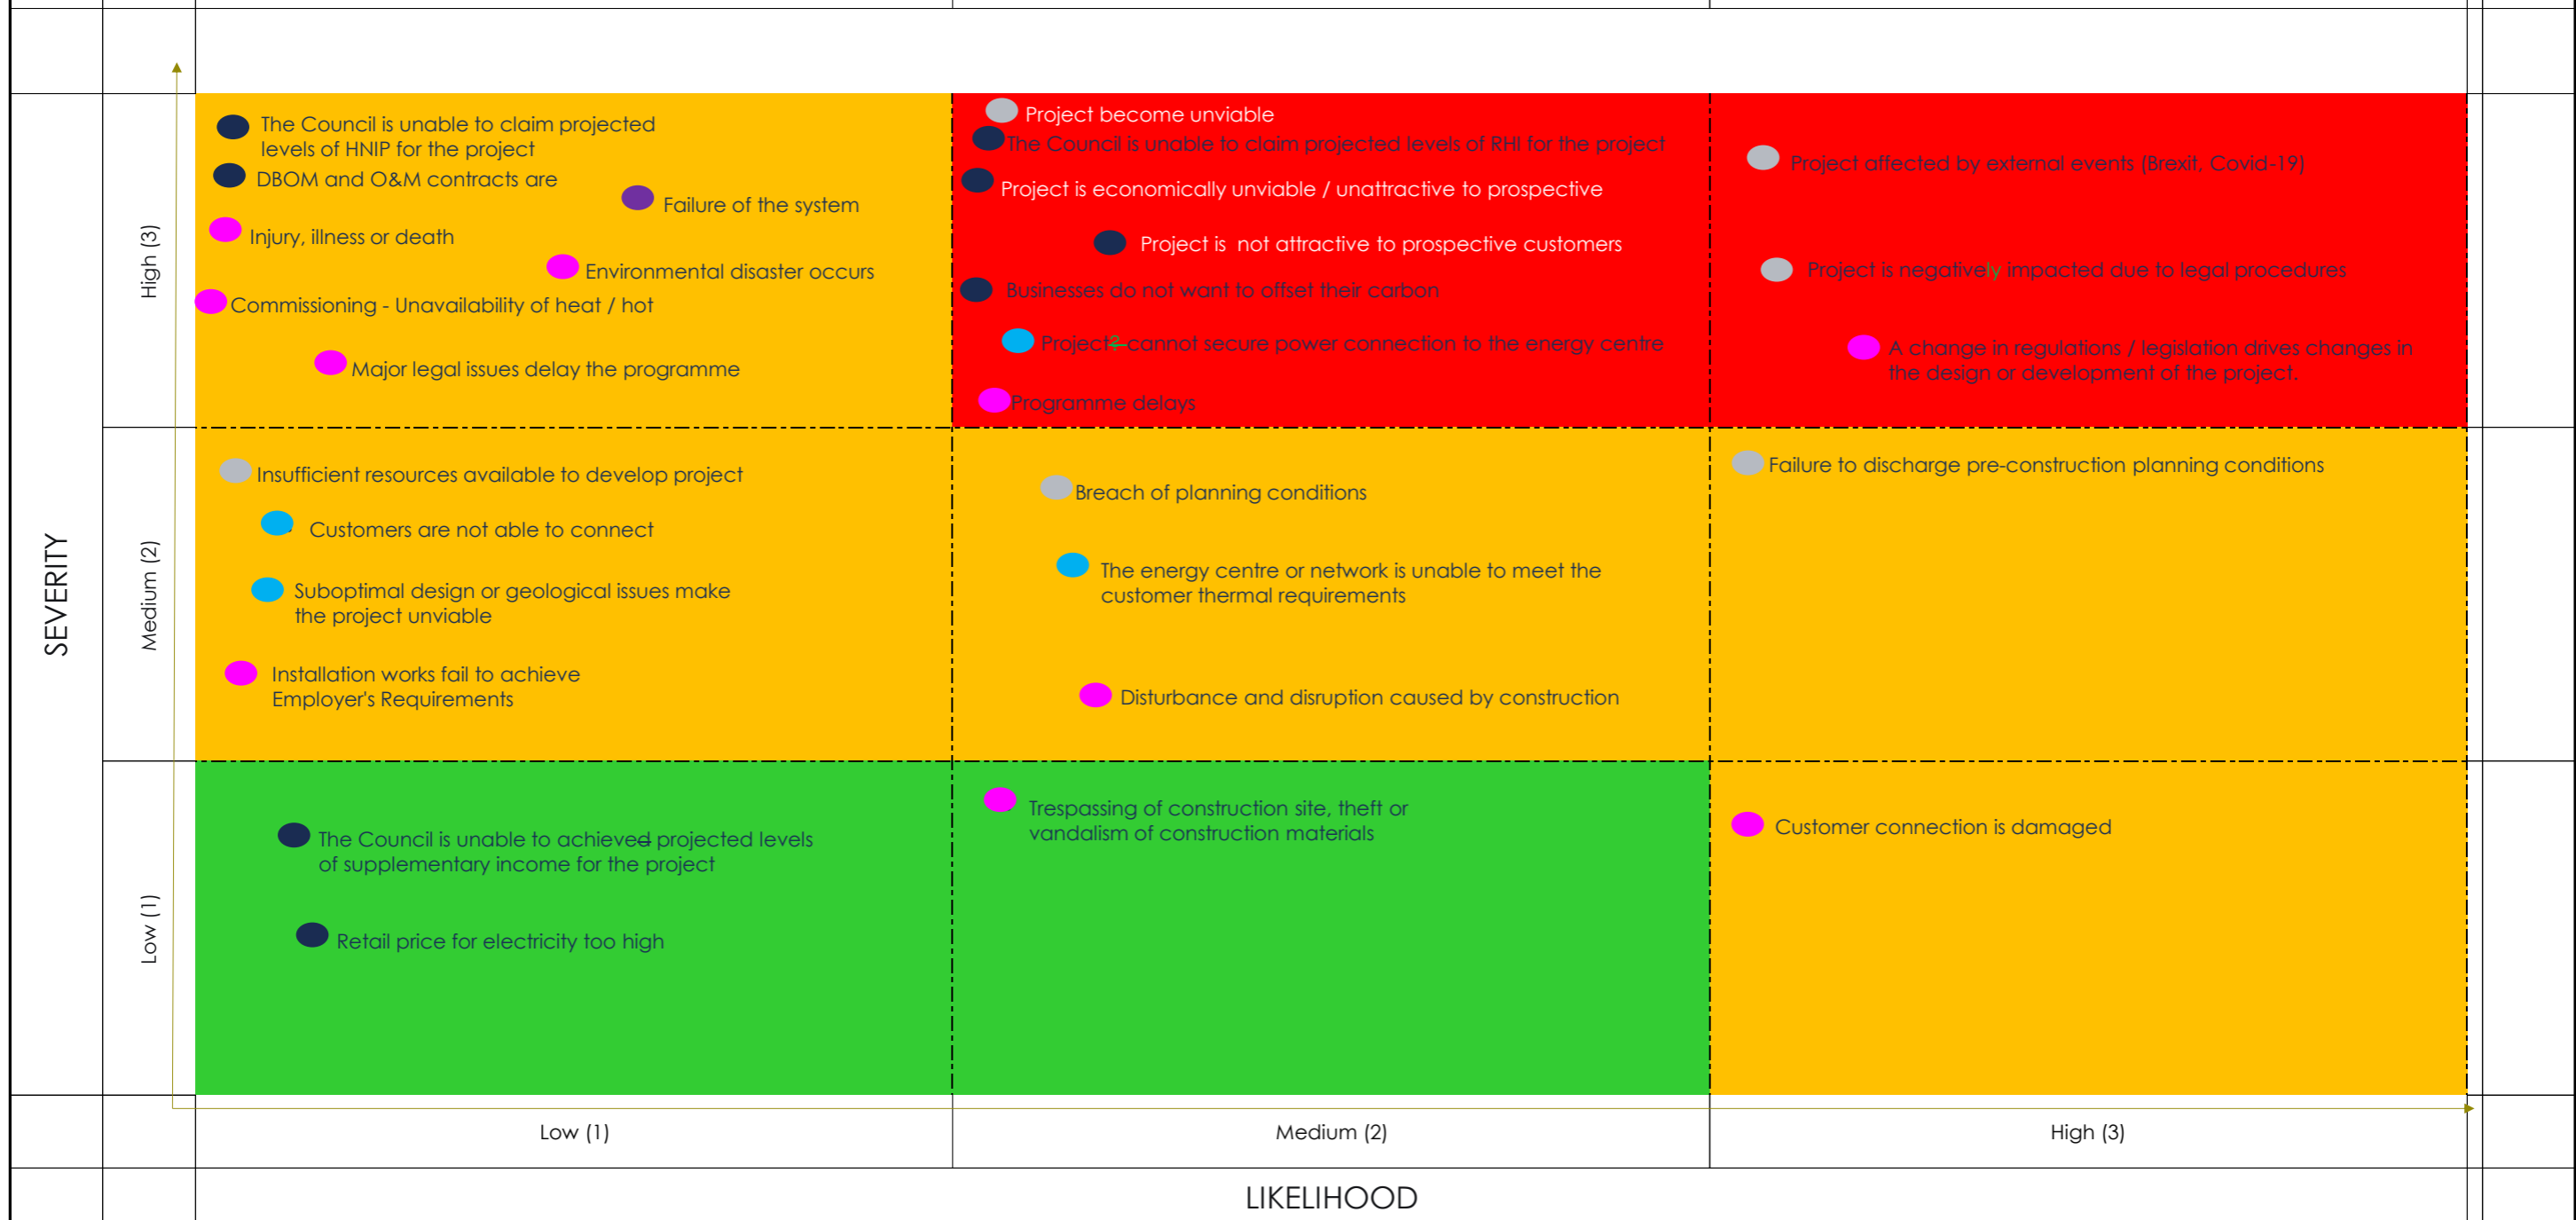 SEVERITY
High (3)
The Council is unable to claim projected
levels of HNIP for the project
DBOM and O&M contracts are
Failure of the system
Injury, illness or death
Environmental disaster occurs
Commissioning - Unavailability of heat / hot
Major legal issues delay the programme
Project become unviable
The Council is unable to claim projected levels of RHI for the project
Project is economically unviable / unattractive to prospective
Project is not attractive to prospective customers
Businesses do not want to offset their carbon
Project? cannot secure power connection to the energy centre
Programme delays
Project affected by external events (Brexit, Covid-19)
Project is negatively impacted due to legal procedures
A change in regulations / legislation drives changes in
the design or development of the project.
Medium (2)
Insufficient resources available to develop project
Customers are not able to connect
Suboptimal design or geological issues make
the project unviable
Installation works fail to achieve
Employer's Requirements
Breach of planning conditions
The energy centre or network is unable to meet the
customer thermal requirements
Disturbance and disruption caused by construction
Failure to discharge pre-construction planning conditions
Low (1)
The Council is unable to achieved projected levels
of supplementary income for the project
Retail price for electricity too high
Trespassing of construction site, theft or
vandalism of construction materials
Customer connection is damaged
Low (1)
Medium (2)
High (3)
LIKELIHOOD